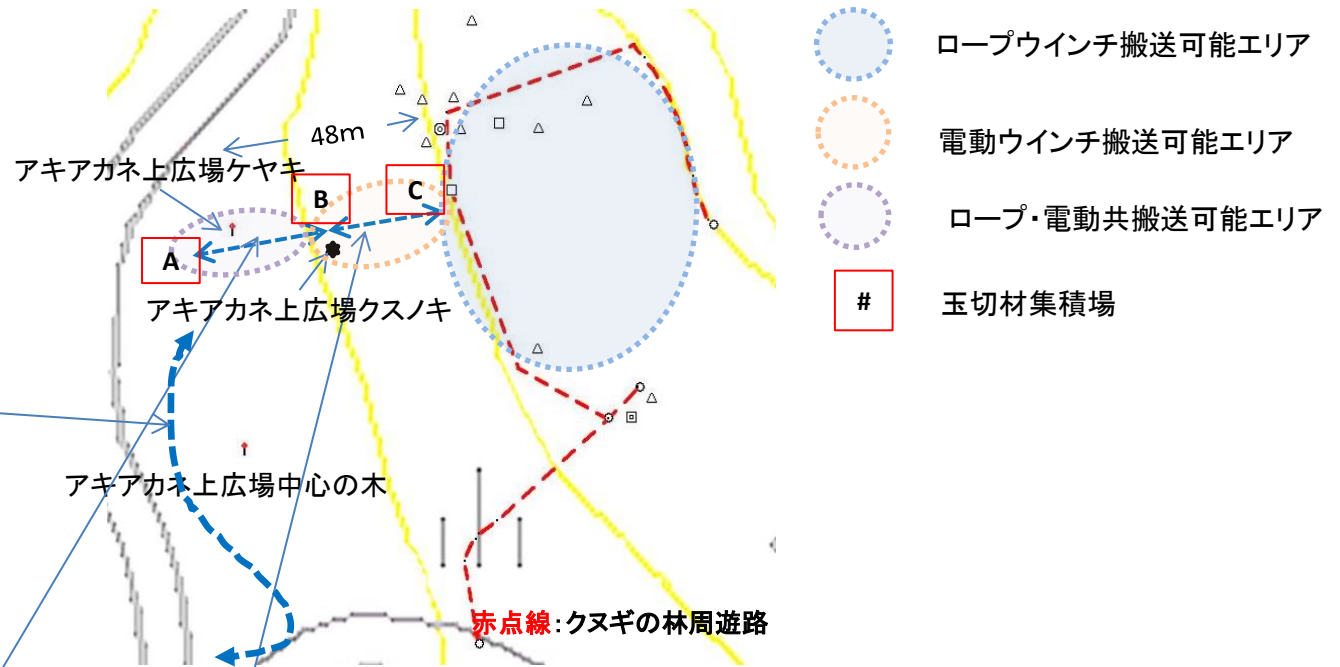 ロープウインチ搬送可能エリア
電動ウインチ搬送可能エリア
ロープ・電動共搬送可能エリア
# 玉切材集積場
48m
アキアカネ上広場ケヤキ
B
C
A
アキアカネ上広場クスノキ
アキアカネ上広場中心の木
赤点線:クヌギの林周遊路